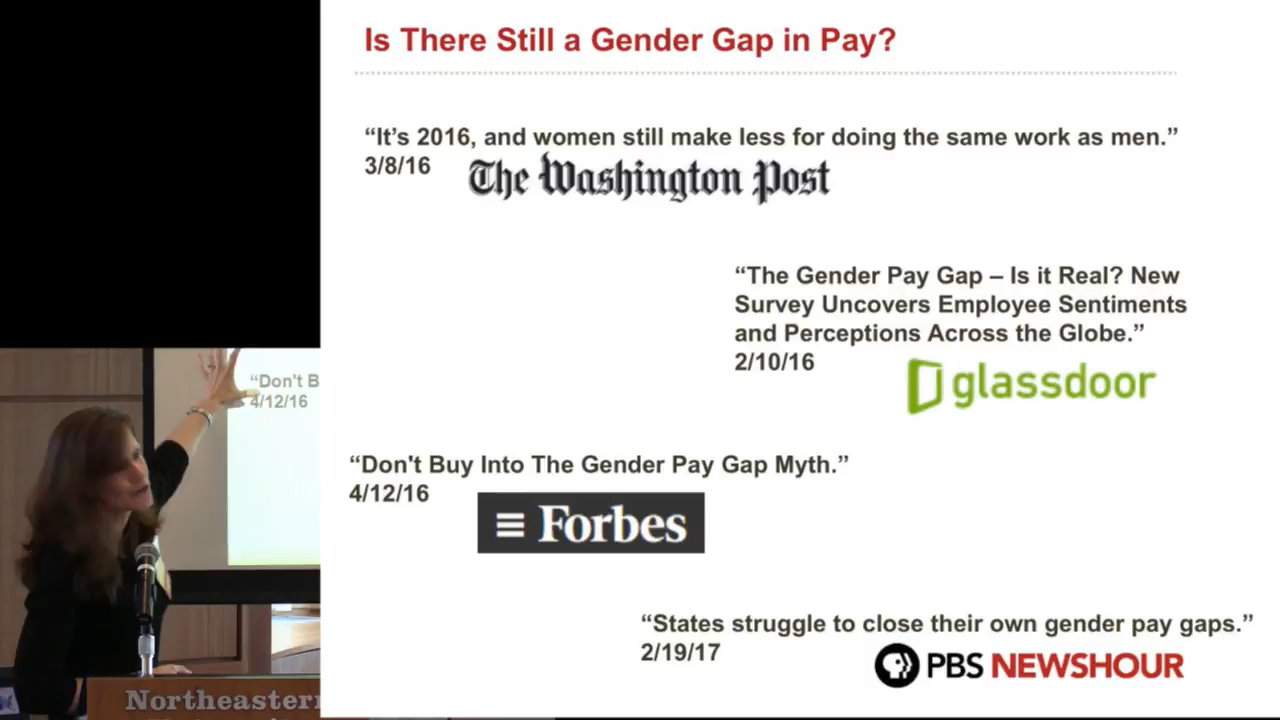 Is There Still a Gender Gap in Pay?
“It’s 2016, and women still make less for doing the same work as men.”
3/8/16
The Washington Post
“The Gender Pay Gap – Is it Real? New
Survey Uncovers Employee Sentiments
and Perceptions Across the Globe.”
2/10/16
glassdoor
“Don't Buy Into The Gender Pay Gap Myth.”
4/12/16
Forbes
“States struggle to close their own gender pay gaps.”
2/19/17
PBS NEWSHOUR
“Don't B
4/12/16
Northeastern